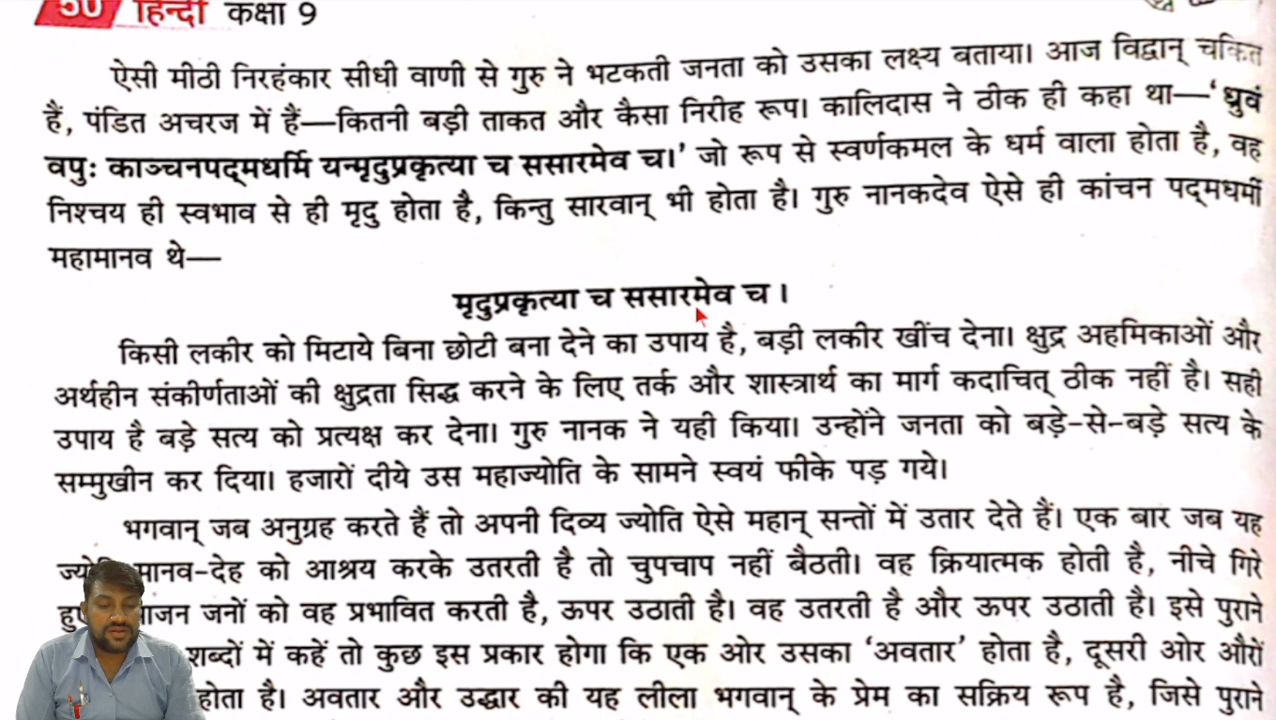 50 हिन्दी कक्षा 9
ऐसी मीठी निरहंकार सीधी वाणी से गुरु ने भटकती जनता को उसका लक्ष्य बताया। आज विद्वान् चकित
हैं, पंडित अचरज में हैं—कितनी बड़ी ताकत और कैसा निरीह रूप। कालिदास ने ठीक ही कहा था—'ध्रुवं
वपुः काञ्चनपद्मधर्मि यन्मृदुप्रकृत्या च ससारमेव च।' जो रूप से स्वर्णकमल के धर्म वाला होता है, वह
निश्चय ही स्वभाव से ही मृदु होता है, किन्तु सारवान् भी होता है। गुरु नानकदेव ऐसे ही कांचन पद्मधर्मी
महामानव थे—
मृदुप्रकृत्या च ससारमेव च।
किसी लकीर को मिटाये बिना छोटी बना देने का उपाय है, बड़ी लकीर खींच देना। क्षुद्र अहमिकाओं और
अर्थहीन संकीर्णताओं की क्षुद्रता सिद्ध करने के लिए तर्क और शास्त्रार्थ का मार्ग कदाचित् ठीक नहीं है। सही
उपाय है बड़े सत्य को प्रत्यक्ष कर देना। गुरु नानक ने यही किया। उन्होंने जनता को बड़े-से-बड़े सत्य के
सम्मुखीन कर दिया। हजारों दीये उस महाज्योति के सामने स्वयं फीके पड़ गये।
भगवान् जब अनुग्रह करते हैं तो अपनी दिव्य ज्योति ऐसे महान् सन्तों में उतार देते हैं। एक बार जब यह
मानव-देह को आश्रय करके उतरती है तो चुपचाप नहीं बैठती। वह क्रियात्मक होती है, नीचे गिरे
जनों को वह प्रभावित करती है, ऊपर उठाती है। वह उतरती है और ऊपर उठाती है। इसे पुराने
शब्दों में कहें तो कुछ इस प्रकार होगा कि एक ओर उसका 'अवतार' होता है, दूसरी ओर औरों
होता है। अवतार और उद्धार की यह लीला भगवान् के प्रेम का सक्रिय रूप है, जिसे पुराने